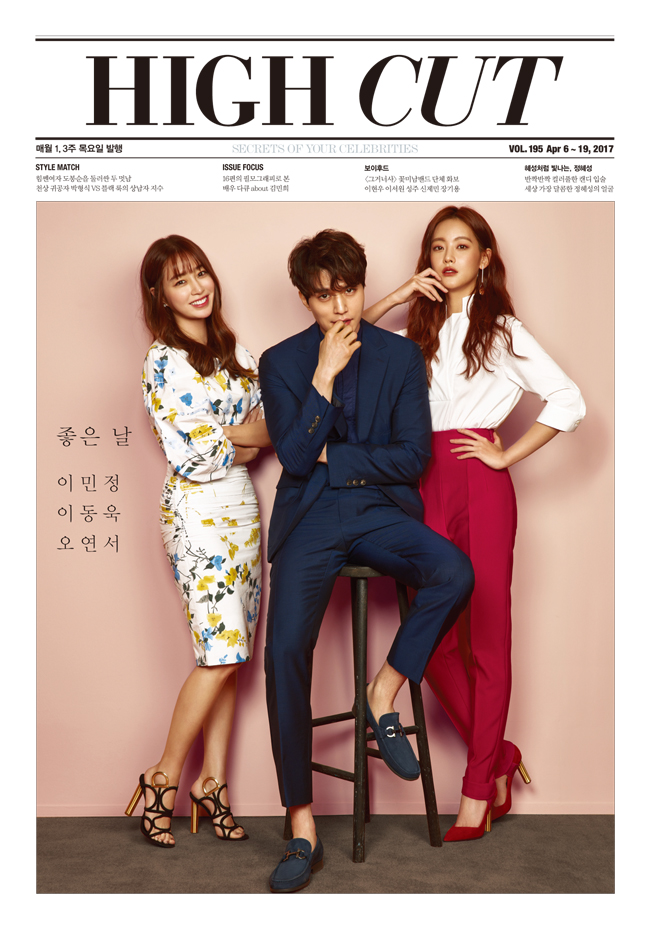 HIGH CUT
매월 1, 3주 목요일 발행
SECRETS OF YOUR CELEBRITIES
VOL. 195 Apr 6 ~ 19, 2017
STYLE MATCH
힘쎈여자 도봉순을 둘러싼 두 멋남
천상 귀공자 박형식 VS 블랙 룩의 상남자 지수
ISSUE FOCUS
16편의 필모그래피로 본
배우 다큐 about 김민희
보이후드
〈그거너사〉 꽃미남밴드 단체 화보
이현우 이서원 성주 신제민 장기용
혜성처럼 빛나는, 정혜성
반짝반짝 컬러풀한 캔디 입술
세상 가장 달콤한 정혜성의 얼굴
좋은 날
이민정
이동욱
오연서